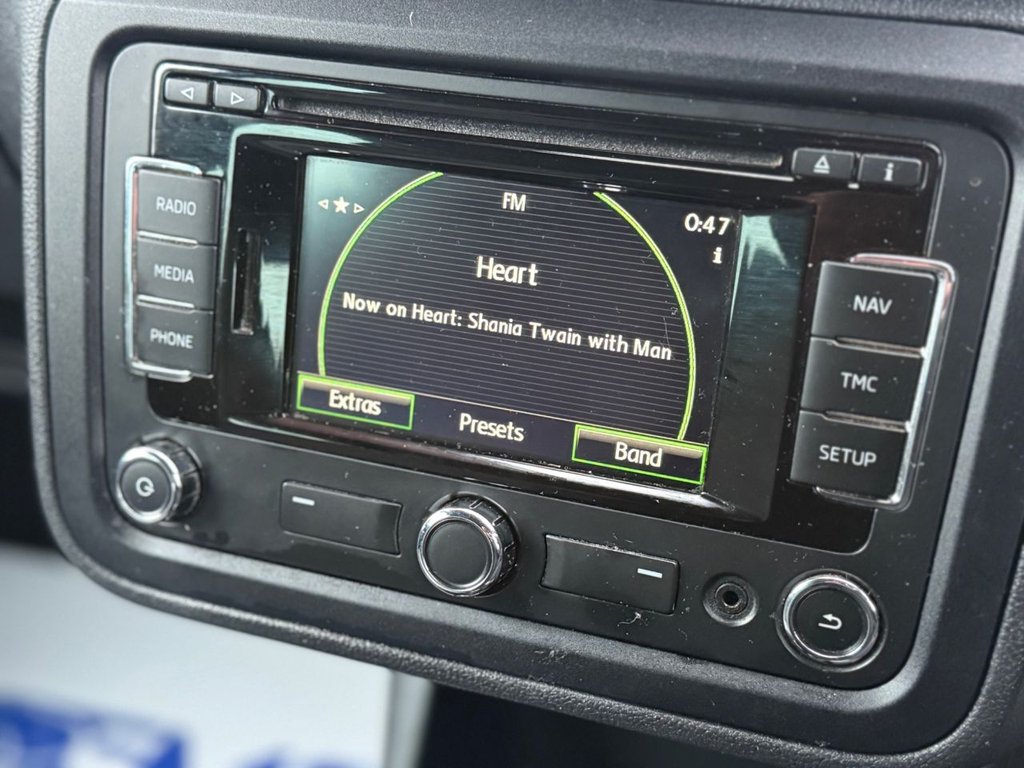 RADIO
MEDIA
PHONE
FM
0:47
i
i
Heart
Now on Heart: Shania Twain with Man
Extras
Presets
Band
NAV
TMC
SETUP